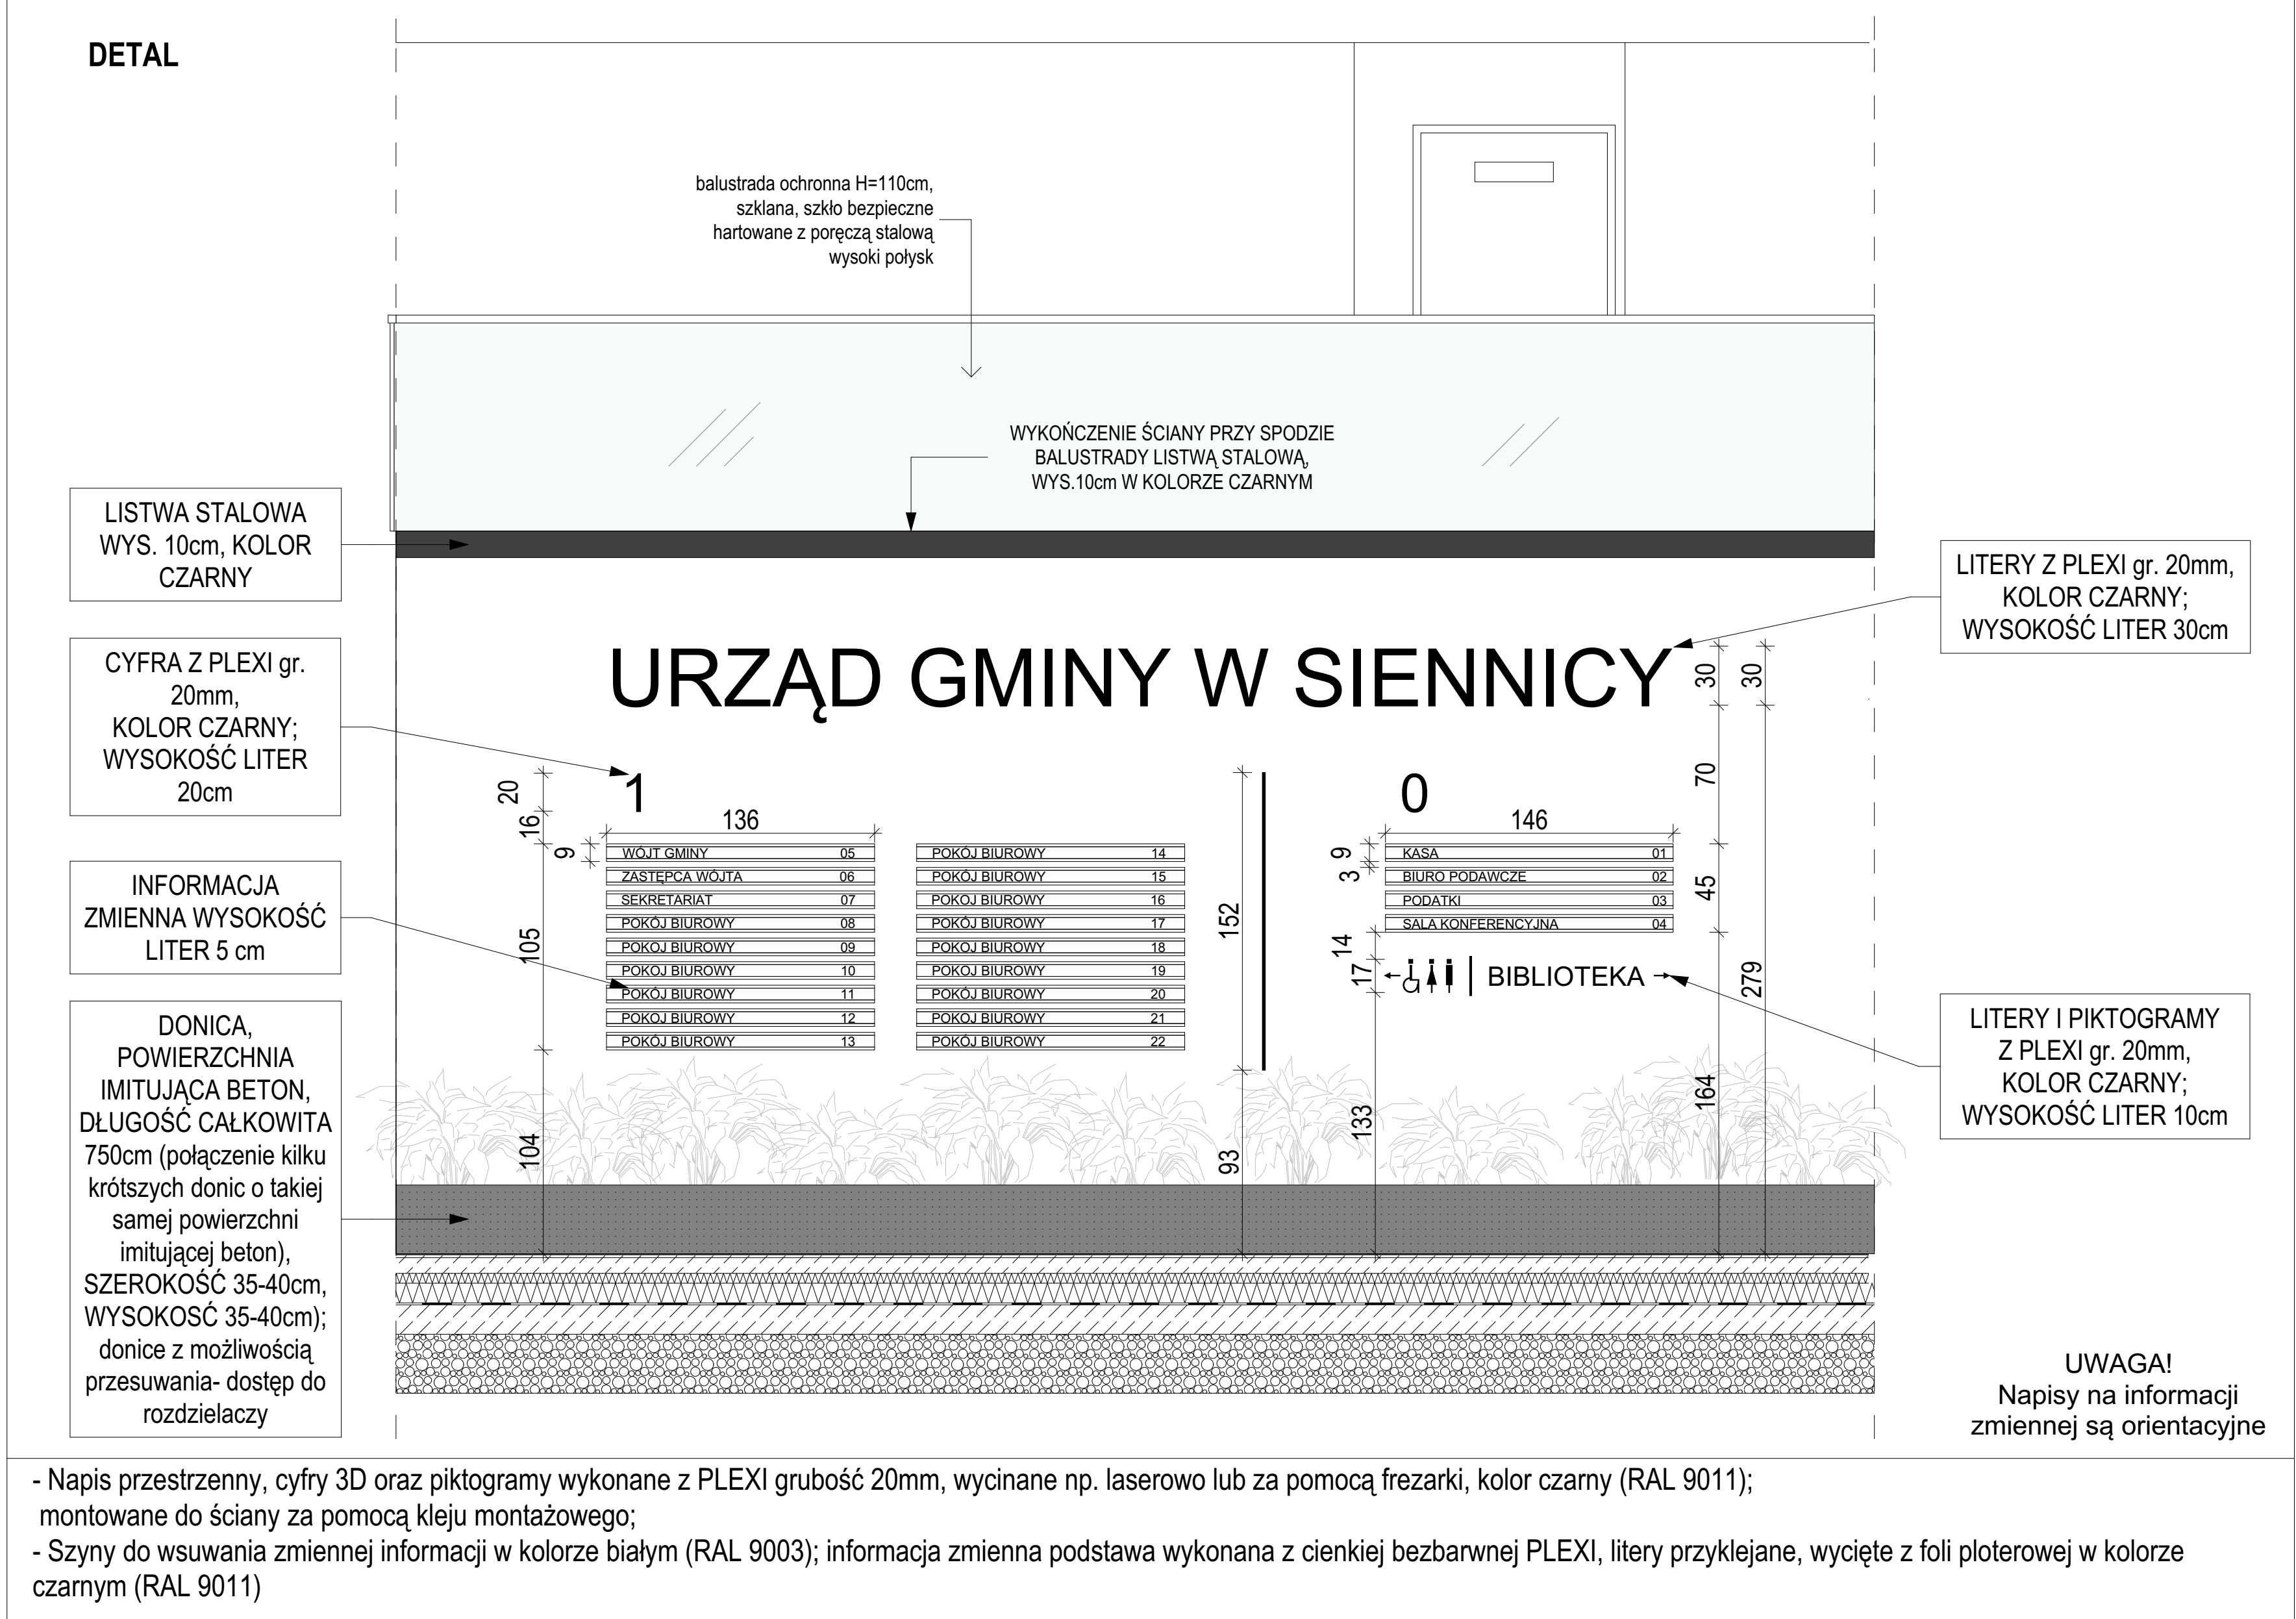 DETAL
balustrada ochronna H=110cm,
szklana, szkło bezpieczne
hartowane z poręczą stalową
wysoki połysk
WYKOŃCZENIE ŚCIANY PRZY SPODZIE
BALUSTRADY LISTWĄ STALOWĄ,
WYS.10cm W KOLORZE CZARNYM
LISTWA STALOWA
WYS. 10cm, KOLOR
CZARNY
CYFRA Z PLEXI gr.
20mm,
KOLOR CZARNY;
WYSOKOŚĆ LITER
20cm
INFORMACJA
ZMIENNA WYSOKOŚĆ
LITER 5 cm
DONICA,
POWIERZCHNIA
IMITUJĄCA BETON,
DŁUGOŚĆ CAŁKOWITA
750cm (połączenie kilku
krótszych donic o takiej
samej powierzchni
imitującej beton),
SZEROKOŚĆ 35-40cm,
WYSOKOSĆ 35-40cm);
donice z możliwością
przesuwania- dostęp do
rozdzielaczy
URZĄD GMINY W SIENNICY
20
16
9
105
104
1
136
WÓJT GMINY 05
ZASTĘPCA WÓJTA 06
SEKRETARIAT 07
POKÓJ BIUROWY 08
POKÓJ BIUROWY 09
POKÓJ BIUROWY 10
POKÓJ BIUROWY 11
POKÓJ BIUROWY 12
POKÓJ BIUROWY 13
POKÓJ BIUROWY 14
POKÓJ BIUROWY 15
POKÓJ BIUROWY 16
POKÓJ BIUROWY 17
POKÓJ BIUROWY 18
POKÓJ BIUROWY 19
POKÓJ BIUROWY 20
POKÓJ BIUROWY 21
POKÓJ BIUROWY 22
152
93
0
146
9
3
14
17
133
KASA 01
BIURO PODAWCZE 02
PODATKI 03
SALA KONFERENCYJNA 04
BIBLIOTEKA
30
70
45
164
30
279
LITERY Z PLEXI gr. 20mm,
KOLOR CZARNY;
WYSOKOŚĆ LITER 30cm
LITERY I PIKTOGRAMY
Z PLEXI gr. 20mm,
KOLOR CZARNY;
WYSOKOŚĆ LITER 10cm
UWAGA!
Napisy na informacji
zmiennej są orientacyjne
- Napis przestrzenny, cyfry 3D oraz piktogramy wykonane z PLEXI grubość 20mm, wycinane np. laserowo lub za pomocą frezarki, kolor czarny (RAL 9011);
montowane do ściany za pomocą kleju montażowego;
- Szyny do wsuwania zmiennej informacji w kolorze białym (RAL 9003); informacja zmienna podstawa wykonana z cienkiej bezbarwnej PLEXI, litery przyklejane, wycięte z foli ploterowej w kolorze
czarnym (RAL 9011)